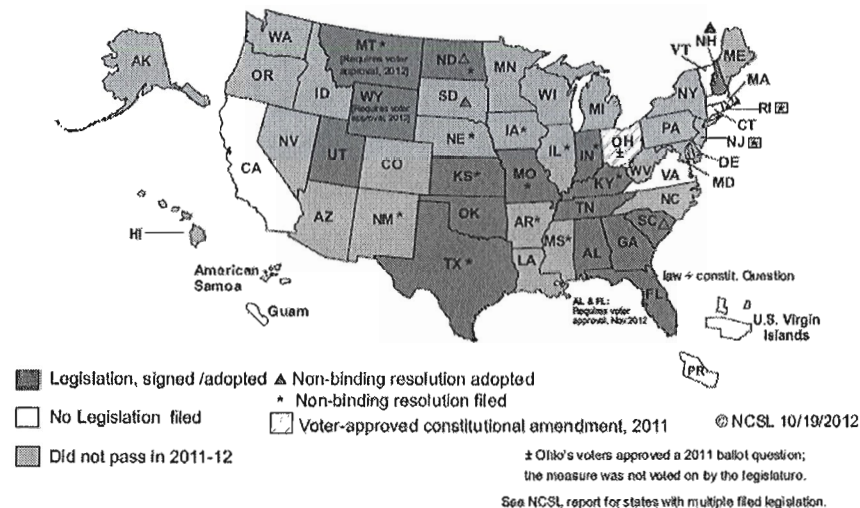 WA
MT *
[Requires voter
approval, 2012]
ND△
*
MN
VT
NH
ME
AK
OR
ID
WY
[Requires voter
approval, 2012]
SD△
WI
MI
NY
MA
RI
CT
NJ
DE
MD
NV
UT
CO
NE *
IA *
IL *
IN *
OH
±
PA
WV
VA
CA
KS *
MO
*
KY *
NC
AZ
NM *
OK
AR *
TN
SC△
HI
TX *
LA
MS *
AL
GA
FL
American
Samoa
Guam
AL & FL:
Requires voter
approval, Nov.2012
law + constit. Question
U.S. Virgin
Islands
PR
Legislation, signed /adopted
▲ Non-binding resolution adopted
* Non-binding resolution filed
No Legislation filed
Voter-approved constitutional amendment, 2011
© NCSL 10/19/2012
Did not pass in 2011-12
± Ohio's voters approved a 2011 ballot question;
the measure was not voted on by the legislature.
See NCSL report for states with multiple filed legislation.